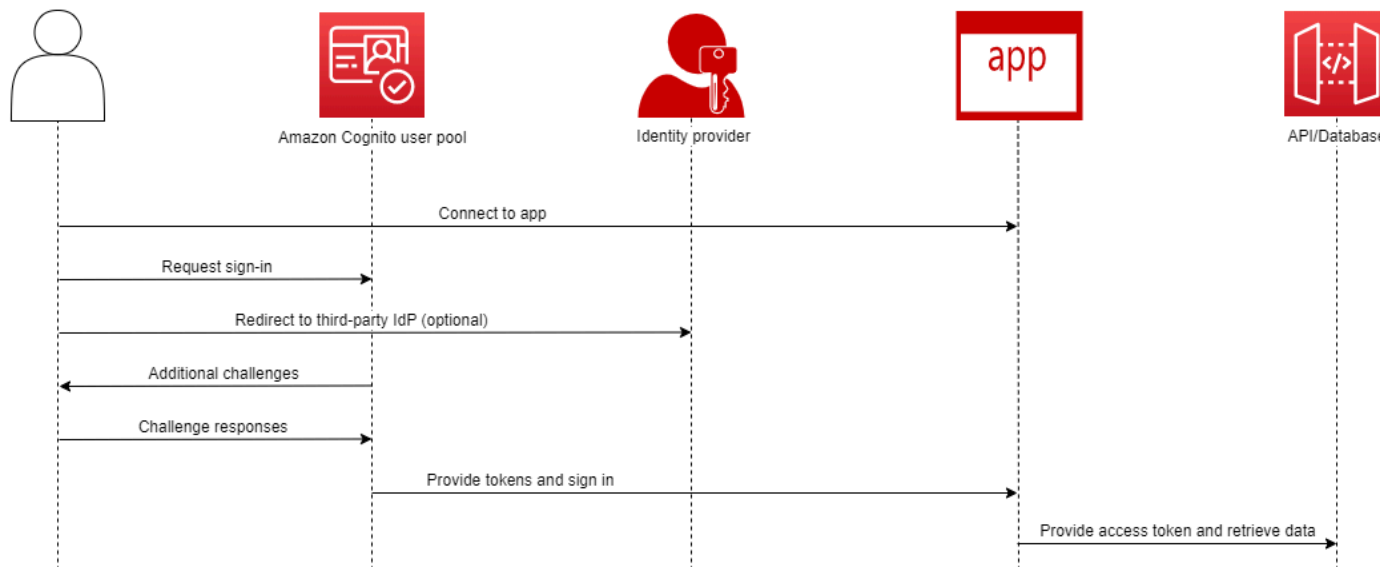 app
</>
Amazon Cognito user pool
Identity provider
API/Database
Connect to app
Request sign-in
Redirect to third-party IdP (optional)
Additional challenges
Challenge responses
Provide tokens and sign in
Provide access token and retrieve data